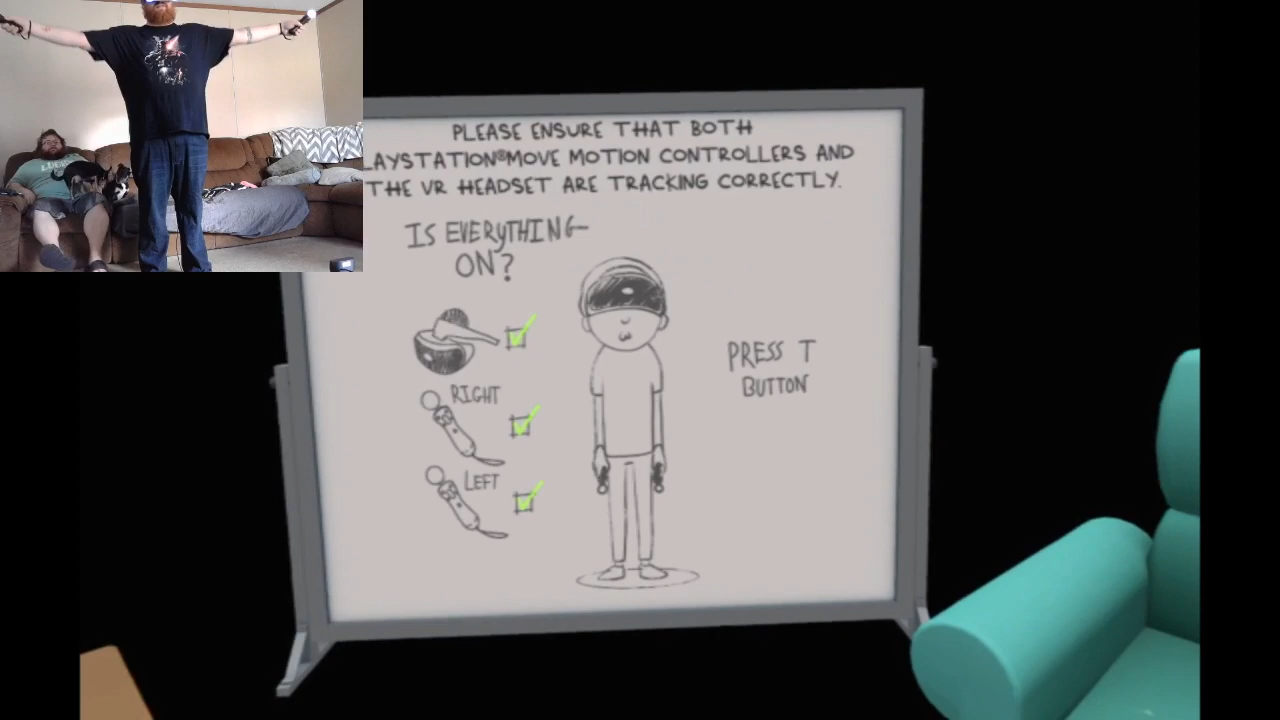 PLEASE ENSURE THAT BOTH
LAYSTATION®MOVE MOTION CONTROLLERS AND
THE VR HEADSET ARE TRACKING CORRECTLY.
IS EVERYTHING
ON?
RIGHT
LEFT
PRESS T
BUTTON